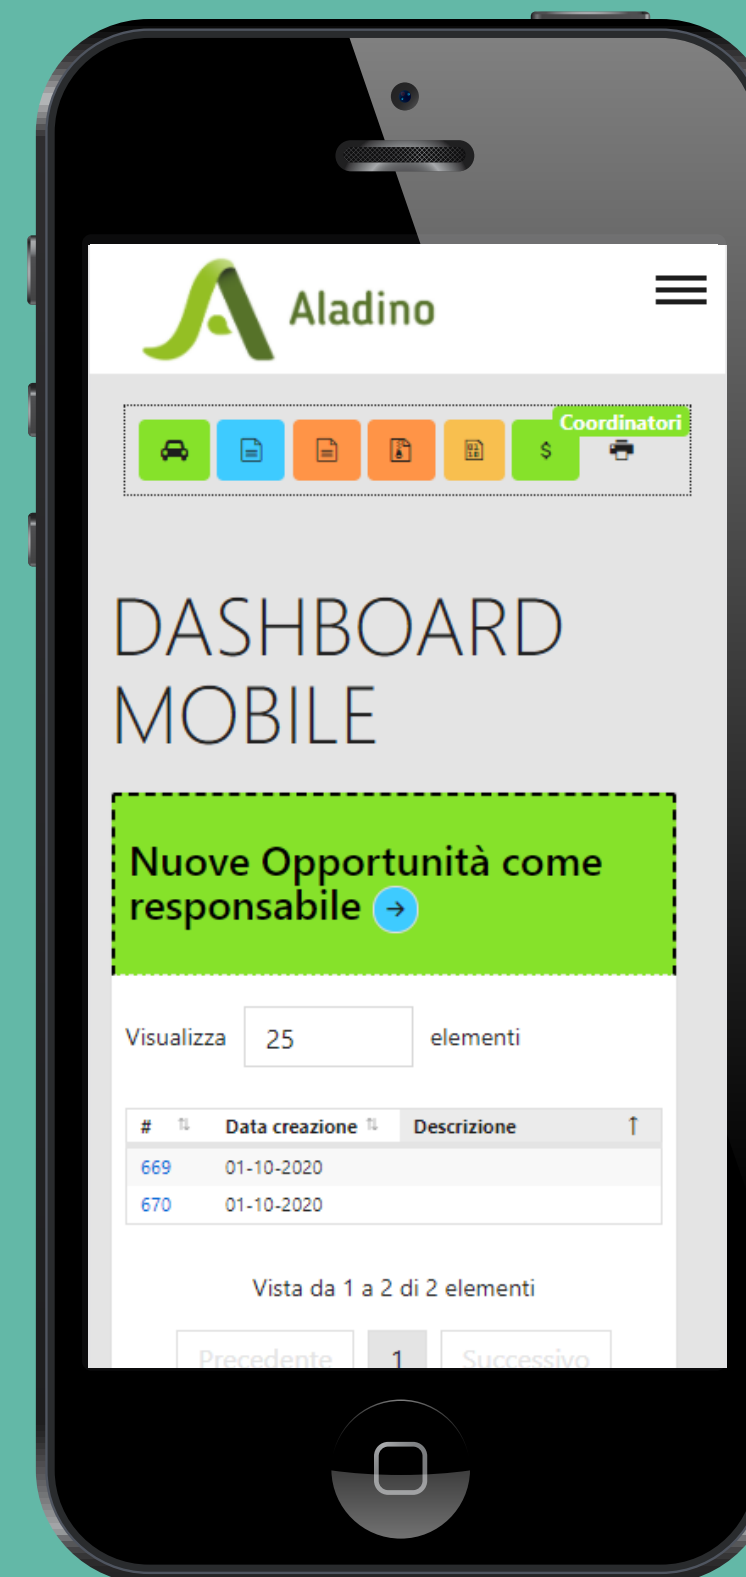 Aladino
Coordinatori
$
DASHBOARD
MOBILE
Nuove Opportunità come
responsabile →
Visualizza 25 elementi
# ⇅ Data creazione ⇅ Descrizione ↑
669 01-10-2020
670 01-10-2020
Vista da 1 a 2 di 2 elementi
Precedente 1 Successivo